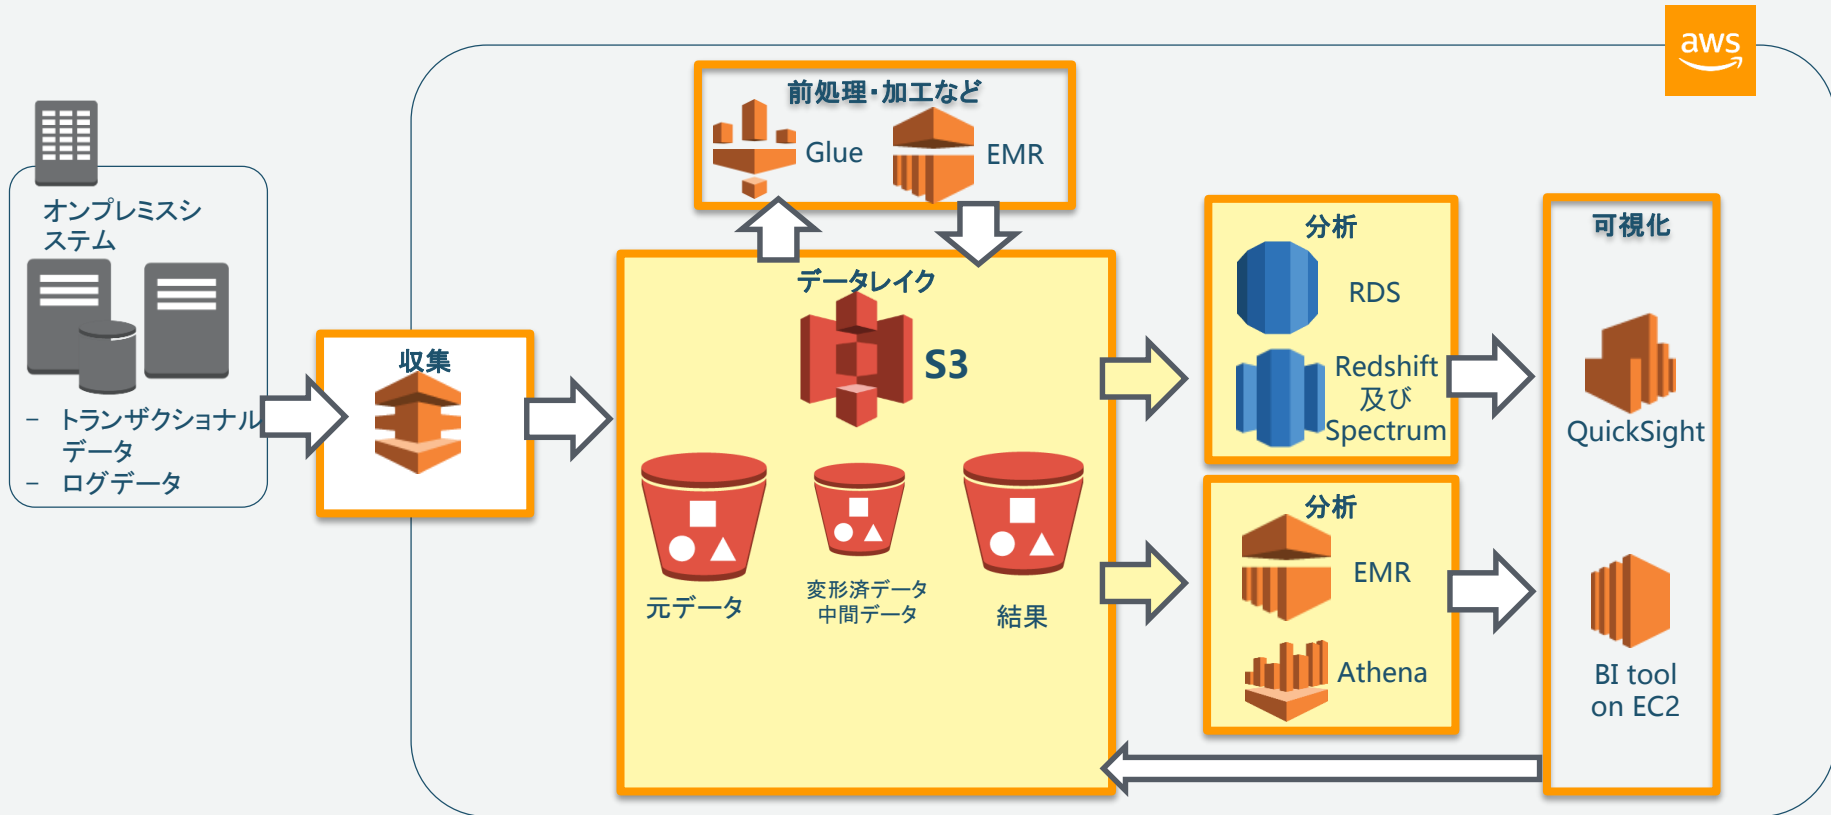 aws
オンプレミスシ
ステム
– トランザクショナル
データ
– ログデータ
収集
前処理・加工など
Glue
EMR
データレイク
S3
元データ
変形済データ
中間データ
結果
分析
RDS
Redshift
及び
Spectrum
分析
EMR
Athena
可視化
QuickSight
BI tool
on EC2